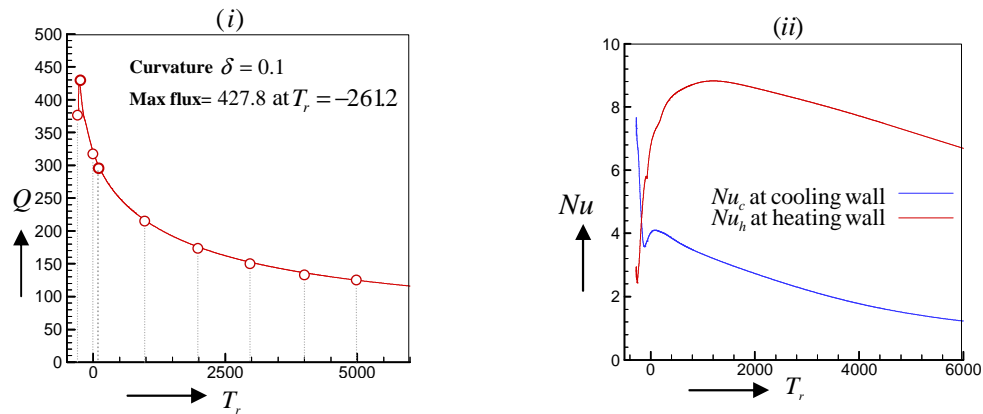 (i)
500
450
400
350
300
250
200
150
100
50
0
Q
Curvature δ = 0.1
Max flux= 427.8 at T_r = −261.2
0
2500
5000
T_r
(ii)
10
8
6
4
2
0
Nu
Nu_c at cooling wall
Nu_h at heating wall
0
2000
4000
6000
T_r